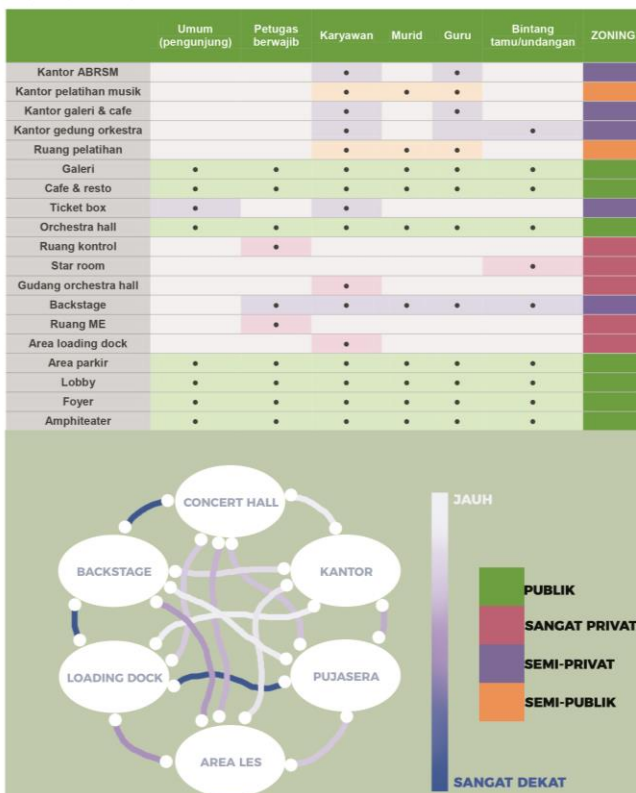 Umum (pengunjung) Petugas berwajib Karyawan Murid Guru Bintang tamu/undangan ZONING
Kantor ABRSM
Kantor pelatihan musik
Kantor galeri & cafe
Kantor gedung orkestra
Ruang pelatihan
Galeri
Cafe & resto
Ticket box
Orchestra hall
Ruang kontrol
Star room
Gudang orchestra hall
Backstage
Ruang ME
Area loading dock
Area parkir
Lobby
Foyer
Amphiteater
CONCERT HALL
BACKSTAGE
KANTOR
LOADING DOCK
PUJASERA
AREA LES
JAUH
SANGAT DEKAT
PUBLIK
SANGAT PRIVAT
SEMI-PRIVAT
SEMI-PUBLIK